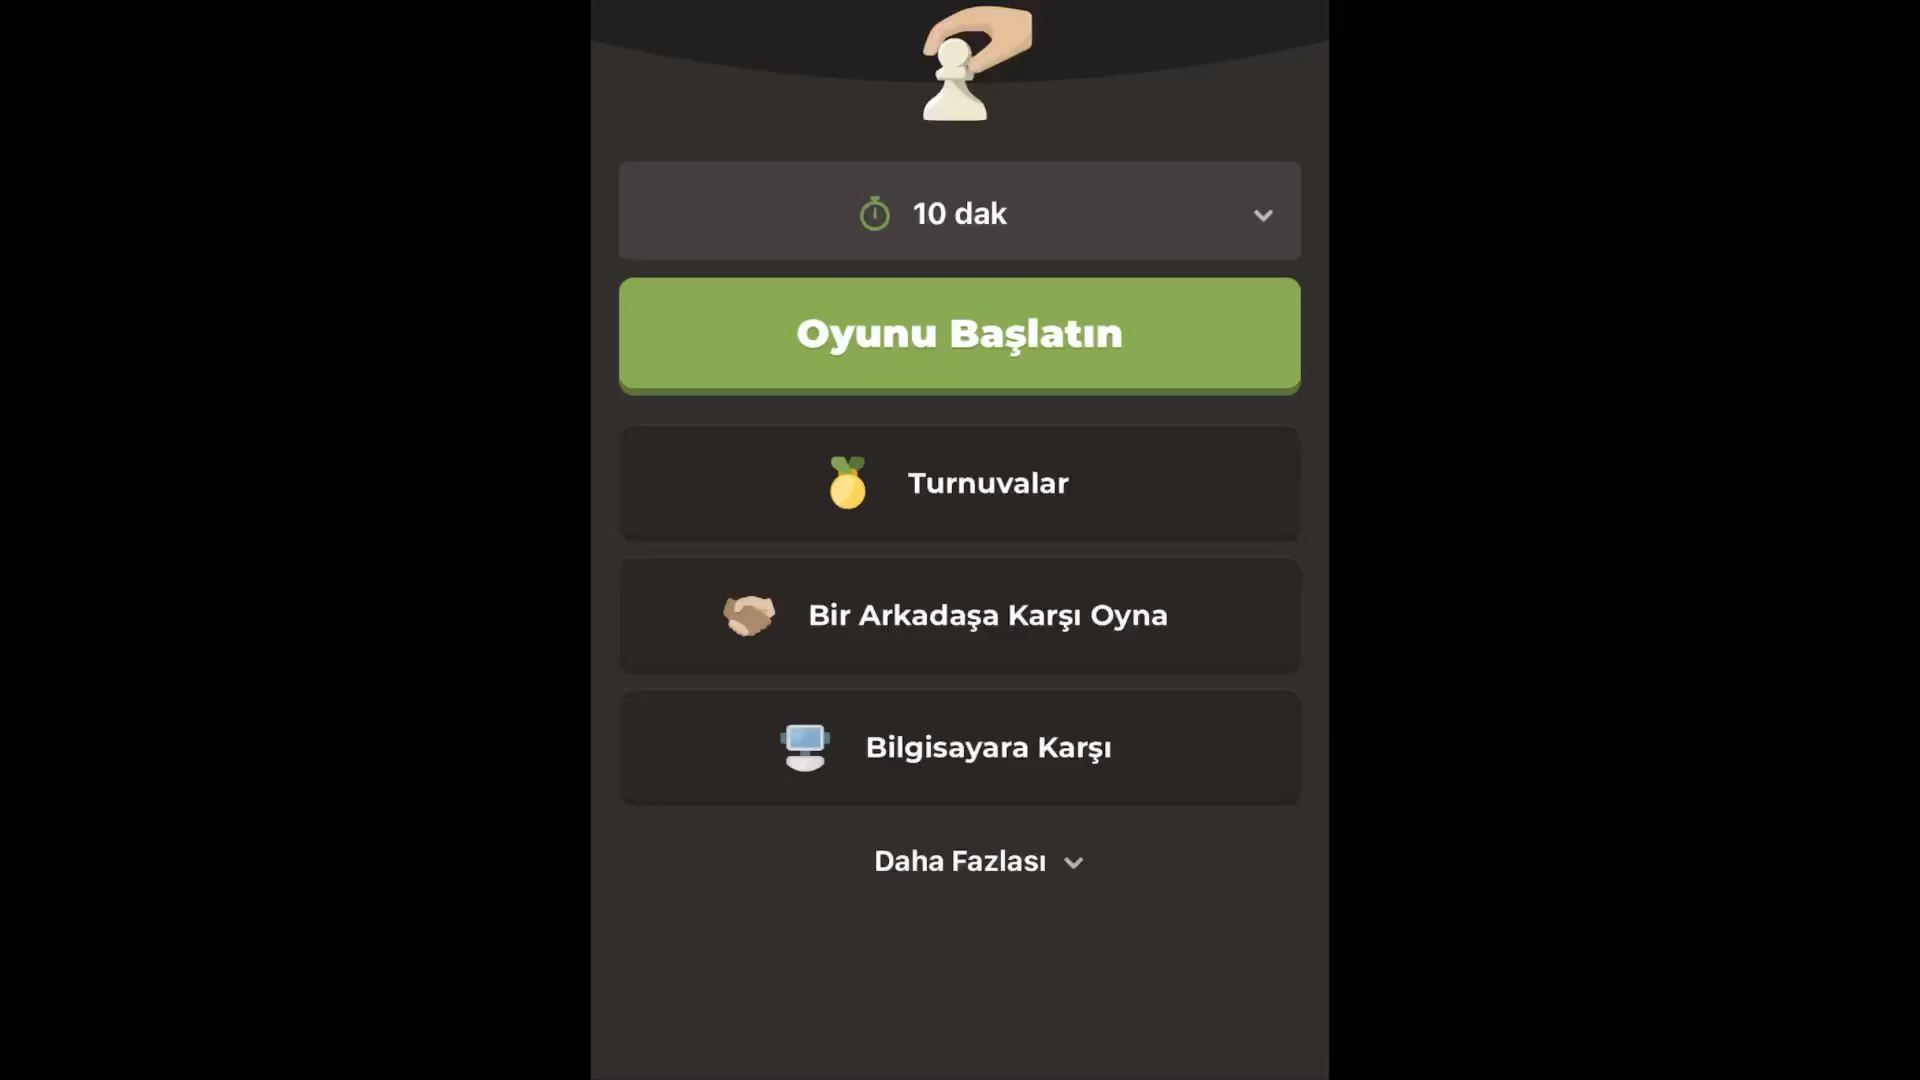 10 dak
Oyunu Başlatın
Turnuvalar
Bir Arkadaşa Karşı Oyna
Bilgisayara Karşı
Daha Fazlası